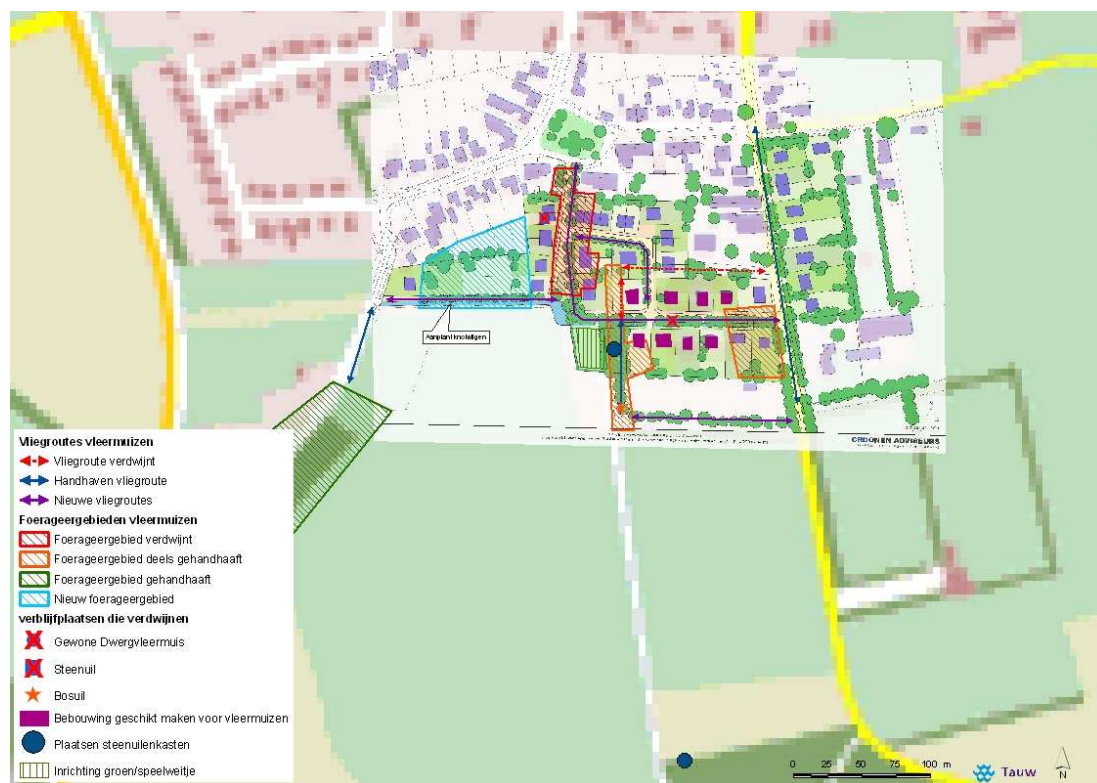 Aanplant knotwilgen
CROONEN ADVISEURS
Vliegroutes vleermuizen
Vliegroute verdwijnt
Handhaven vliegroute
Nieuwe vliegroutes
Foerageergebieden vleermuizen
Foerageergebied verdwijnt
Foerageergebied deels gehandhaaft
Foerageergebied gehandhaaft
Nieuw foerageergebied
verblijfplaatsen die verdwijnen
Gewone Dwergvleermuis
Steenuil
Bosuil
Bebouwing geschikt maken voor vleermuizen
Plaatsen steenuilenkasten
Inrichting groen/speelweitje
0 25 50 75 100 m
Tauw
N